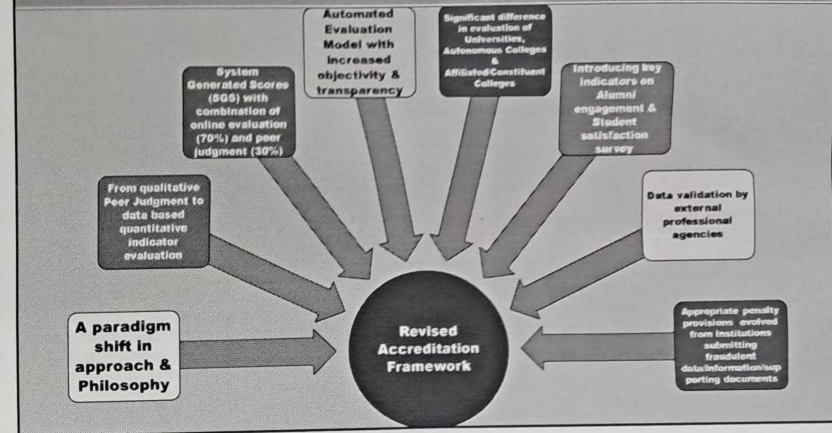 A paradigm
shift in
approach &
Philosophy
From qualitative
Peer Judgment to
data based
quantitative
indicator
evaluation
System
Generated Scores
(SGS) with
combination of
online evaluation
(70%) and peer
judgment (30%)
Automated
Evaluation
Model with
increased
objectivity &
transparency
Significant difference
in evaluation of
Universities,
Autonomous Colleges
&
Affiliated/Constituent
Colleges
Introducing key
indicators on
Alumni
engagement &
Student
satisfaction
survey
Data validation by
external
professional
agencies
Appropriate penalty
provisions evolved
from Institutions
submitting
fraudulent
data/information/sup
porting documents
Revised
Accreditation
Framework